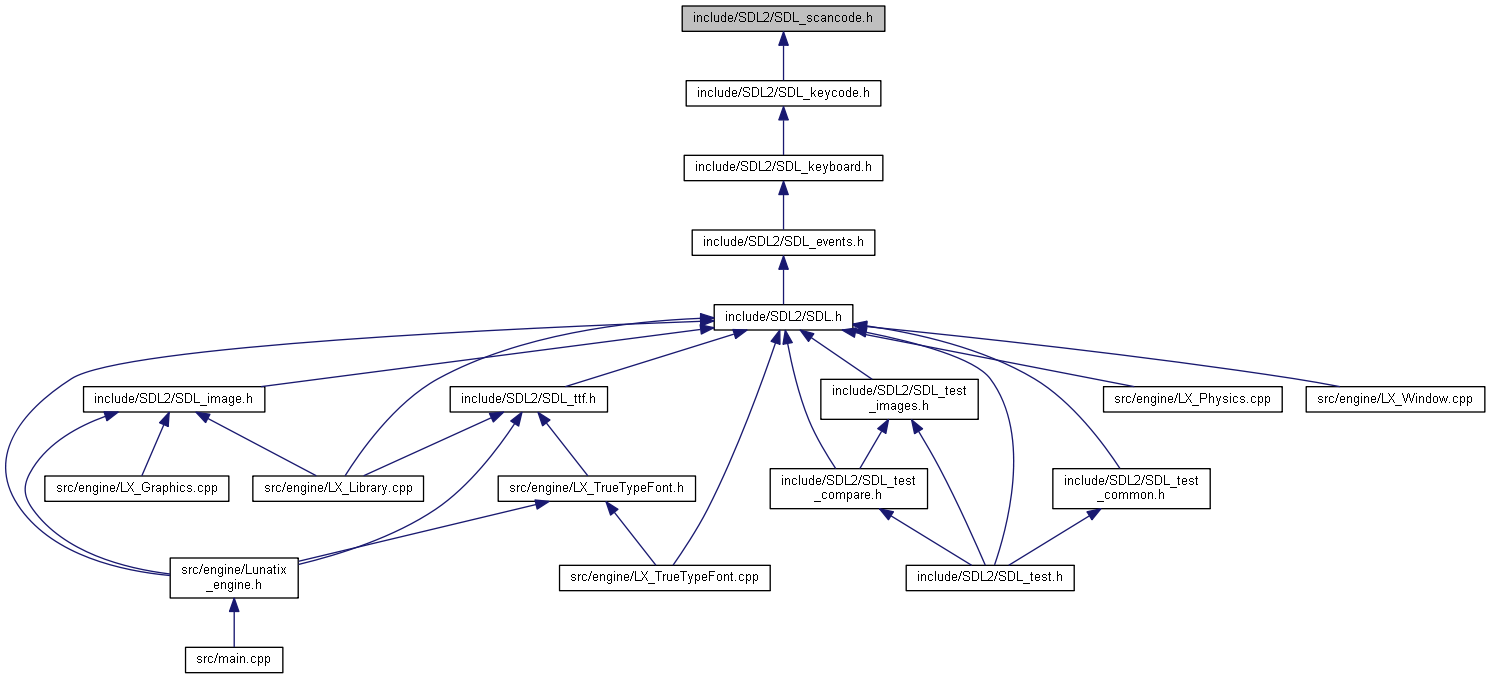 include/SDL2/SDL_scancode.h
include/SDL2/SDL_keycode.h
include/SDL2/SDL_keyboard.h
include/SDL2/SDL_events.h
include/SDL2/SDL.h
include/SDL2/SDL_image.h
include/SDL2/SDL_ttf.h
include/SDL2/SDL_test
_images.h
src/engine/LX_Physics.cpp
src/engine/LX_Window.cpp
src/engine/LX_Graphics.cpp
src/engine/LX_Library.cpp
src/engine/LX_TrueTypeFont.h
include/SDL2/SDL_test
_compare.h
include/SDL2/SDL_test
_common.h
src/engine/Lunatix
_engine.h
src/engine/LX_TrueTypeFont.cpp
include/SDL2/SDL_test.h
src/main.cpp